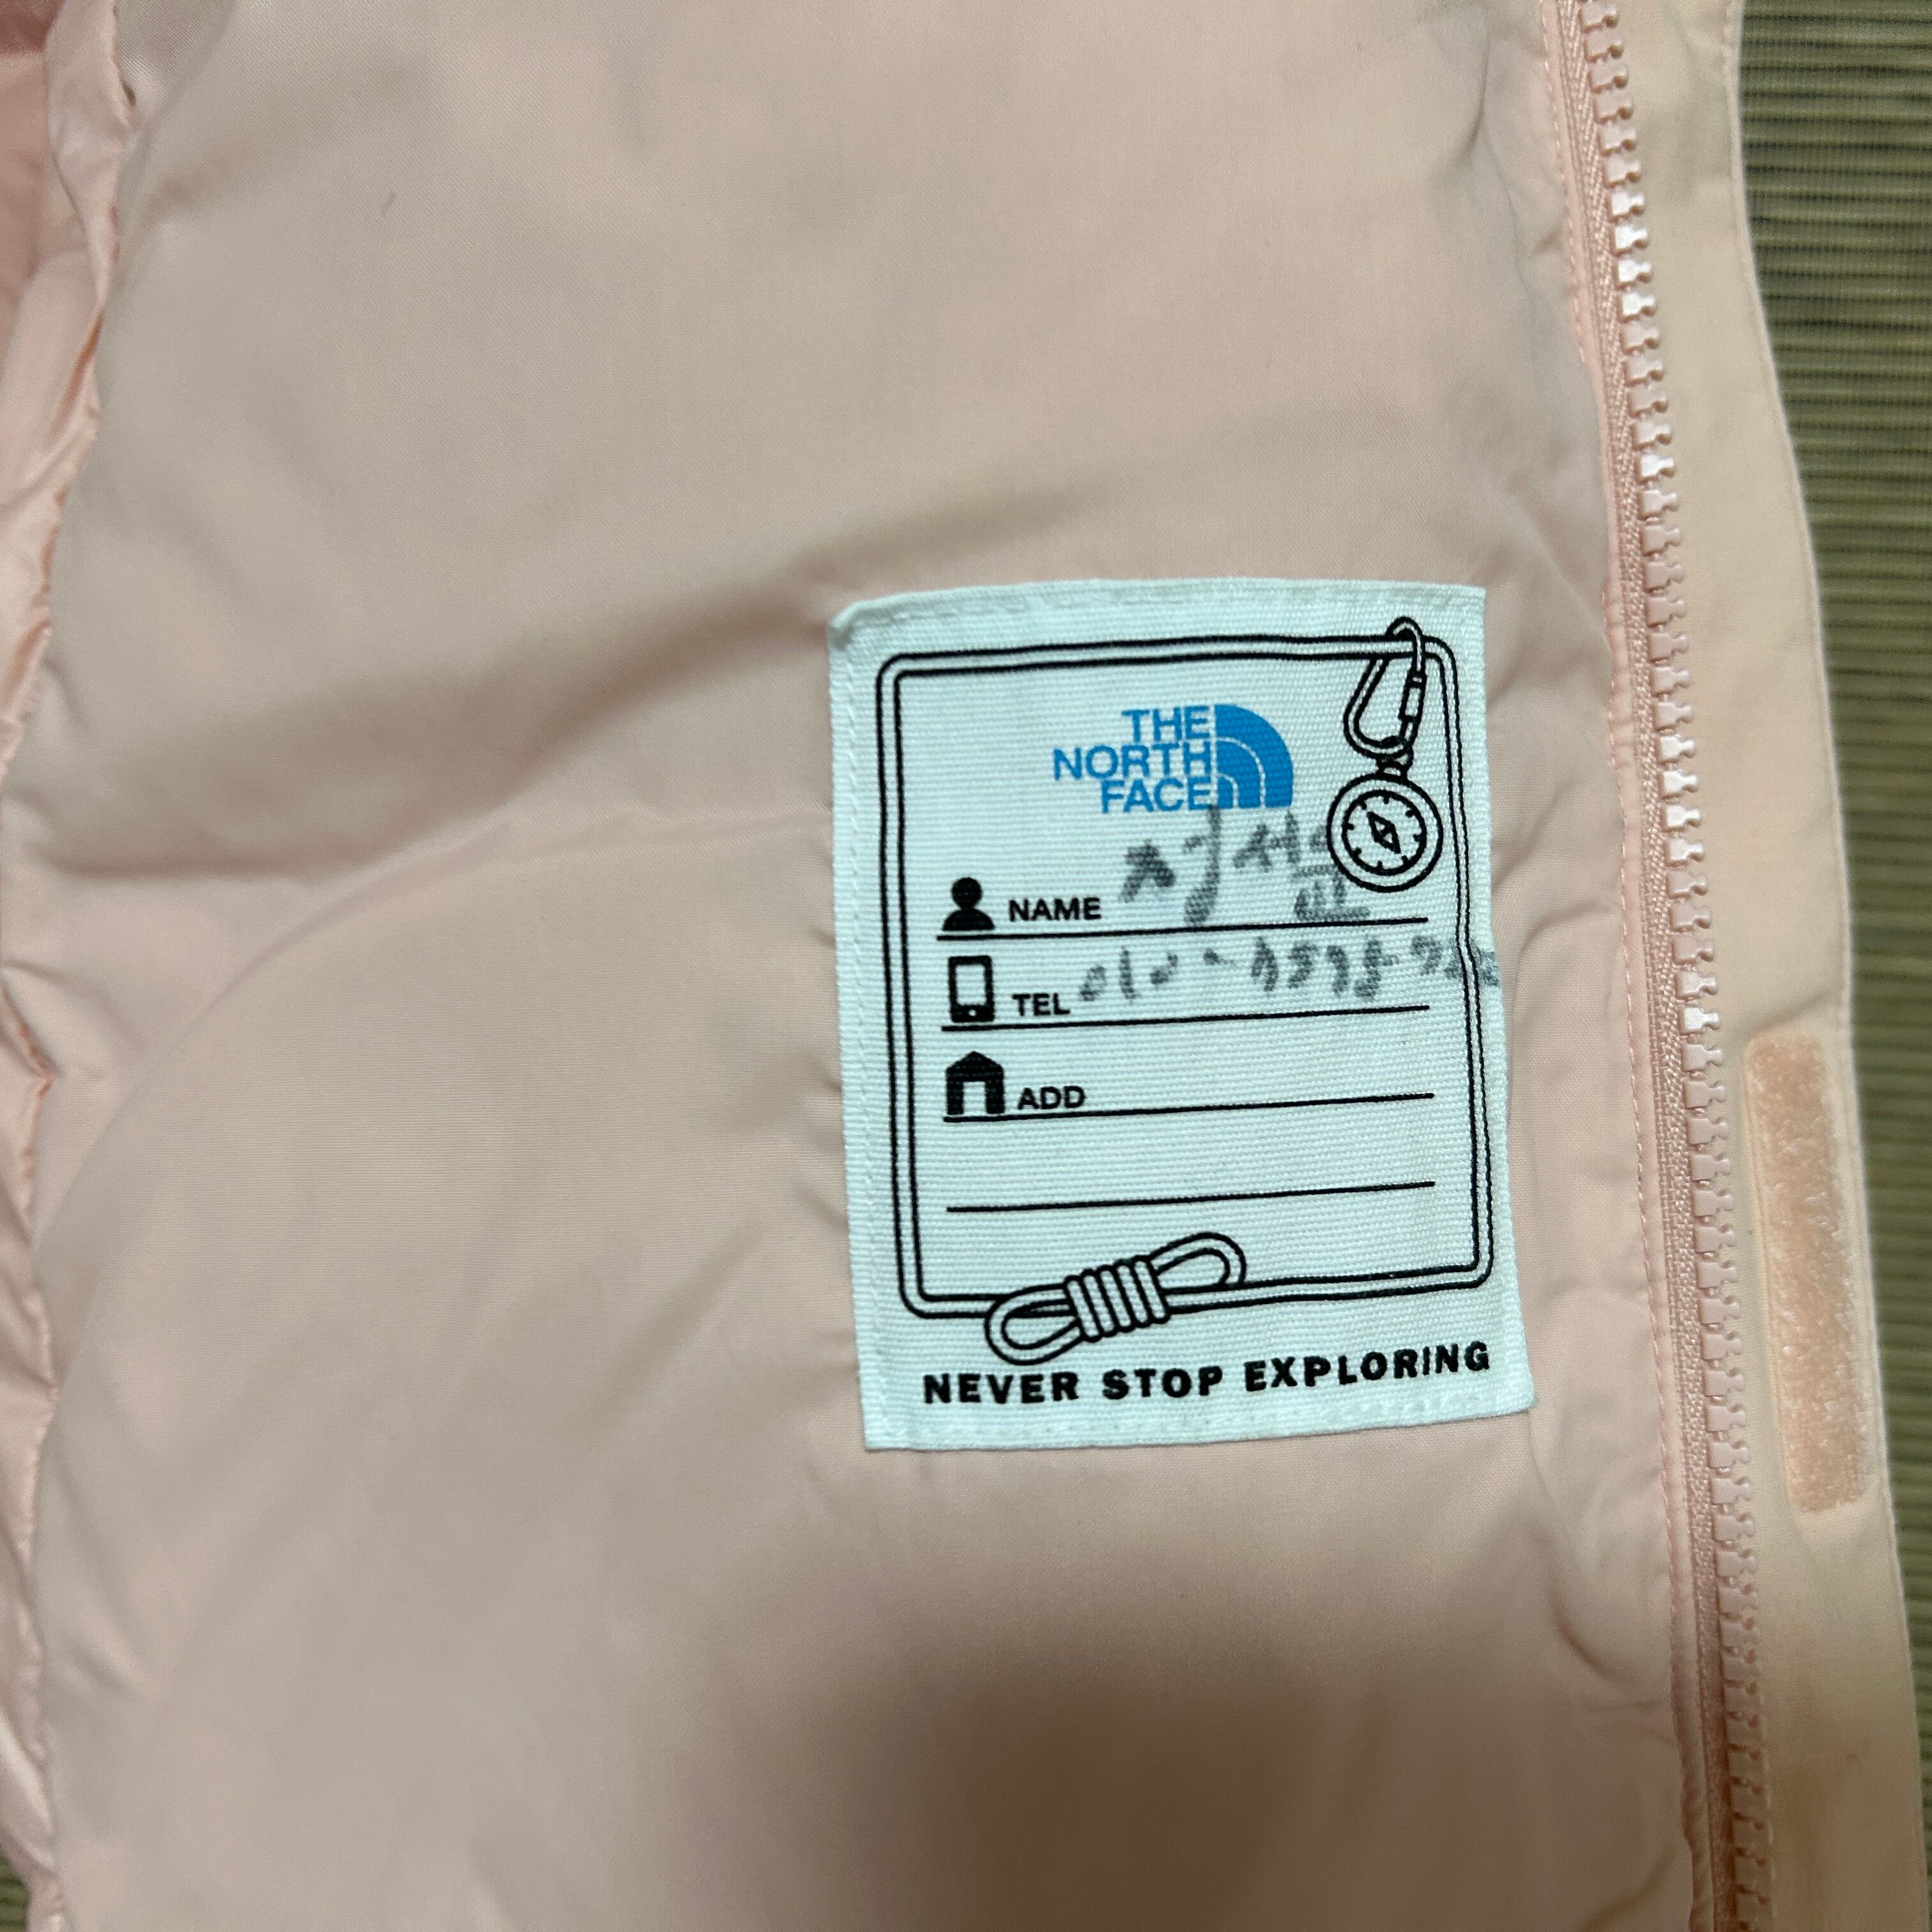 THE
NORTH
FACE
NAME
TEL
ADD
NEVER STOP EXPLORING